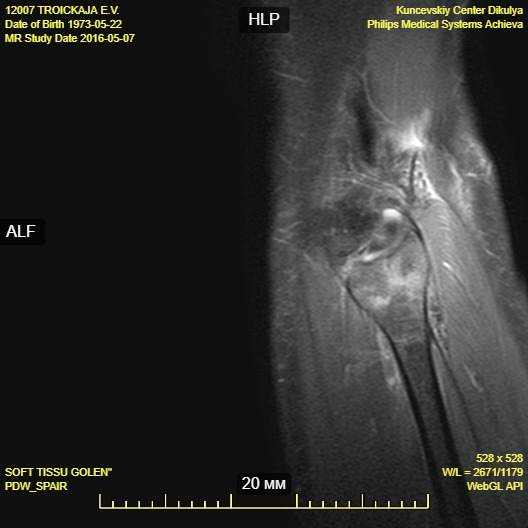 12007 TROICKAJA E.V.
Date of Birth 1973-05-22
MR Study Date 2016-05-07
HLP
Kuncevskiy Center Dikulya
Philips Medical Systems Achieva
ALF
SOFT TISSU GOLEN"
PDW_SPAIR
20 мм
528 x 528
W/L = 2671/1179
WebGL API